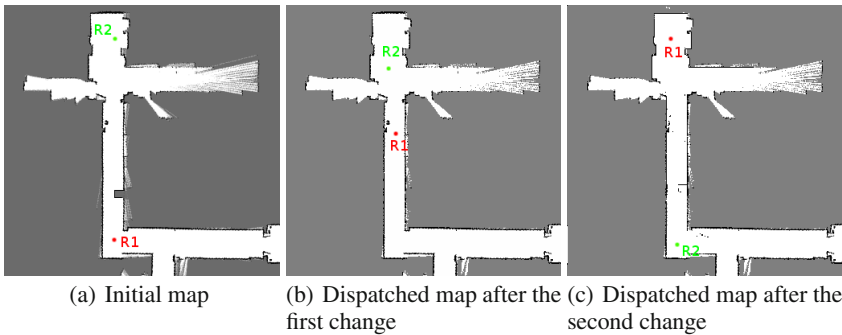 R2
R1
R2
R1
R1
R2
(a) Initial map
(b) Dispatched map after the first change
(c) Dispatched map after the second change